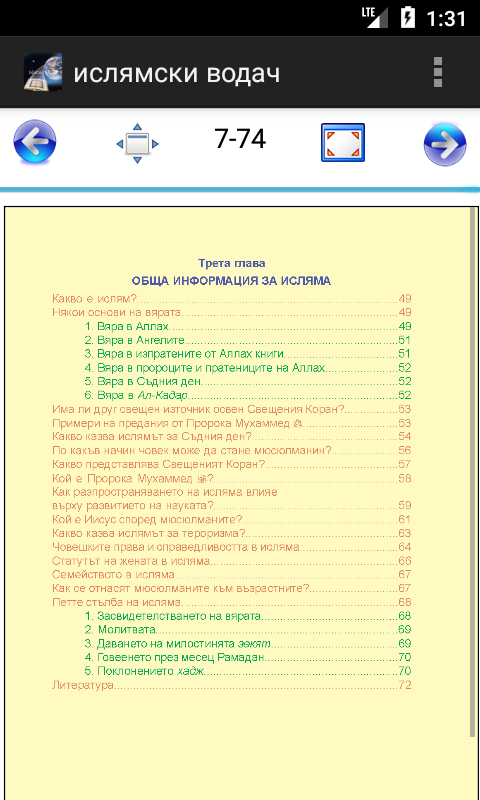 LTE 1:31
ислямски водач
7-74
Трета глава
ОБЩА ИНФОРМАЦИЯ ЗА ИСЛЯМА
Какво е ислям?...49
Някои основи на вярата...49
1. Вяра в Аллах...49
2. Вяра в Ангелите...51
3. Вяра в изпратените от Аллах книги...51
4. Вяра в пророците и пратениците на Аллах...52
5. Вяра в Съдния ден...52
6. Вяра в Ал-Кадар...52
Има ли друг свещен източник освен Свещения Коран?...53
Примери на предания от Пророка Мухаммед ﷺ...53
Какво казва ислямът за Съдния ден?...54
По какъв начин човек може да стане мюсюлманин?...56
Какво представлява Свещеният Коран?...57
Кой е Пророка Мухаммед ﷺ?...58
Как разпространяването на исляма влияе
върху развитието на науката?...59
Кой е Иисус според мюсюлманите?...61
Какво казва ислямът за тероризма?...63
Човешките права и справедливостта в исляма...64
Статутът на жената в исляма...66
Семейството в исляма...67
Как се отнасят мюсюлманите към възрастните?...67
Петте стълба на исляма...68
1. Засвидетелстването на вярата...68
2. Молитвата...69
3. Даването на милостинята зекят...69
4. Говеенето през месец Рамадан...70
5. Поклонението хадж...70
Литература...72